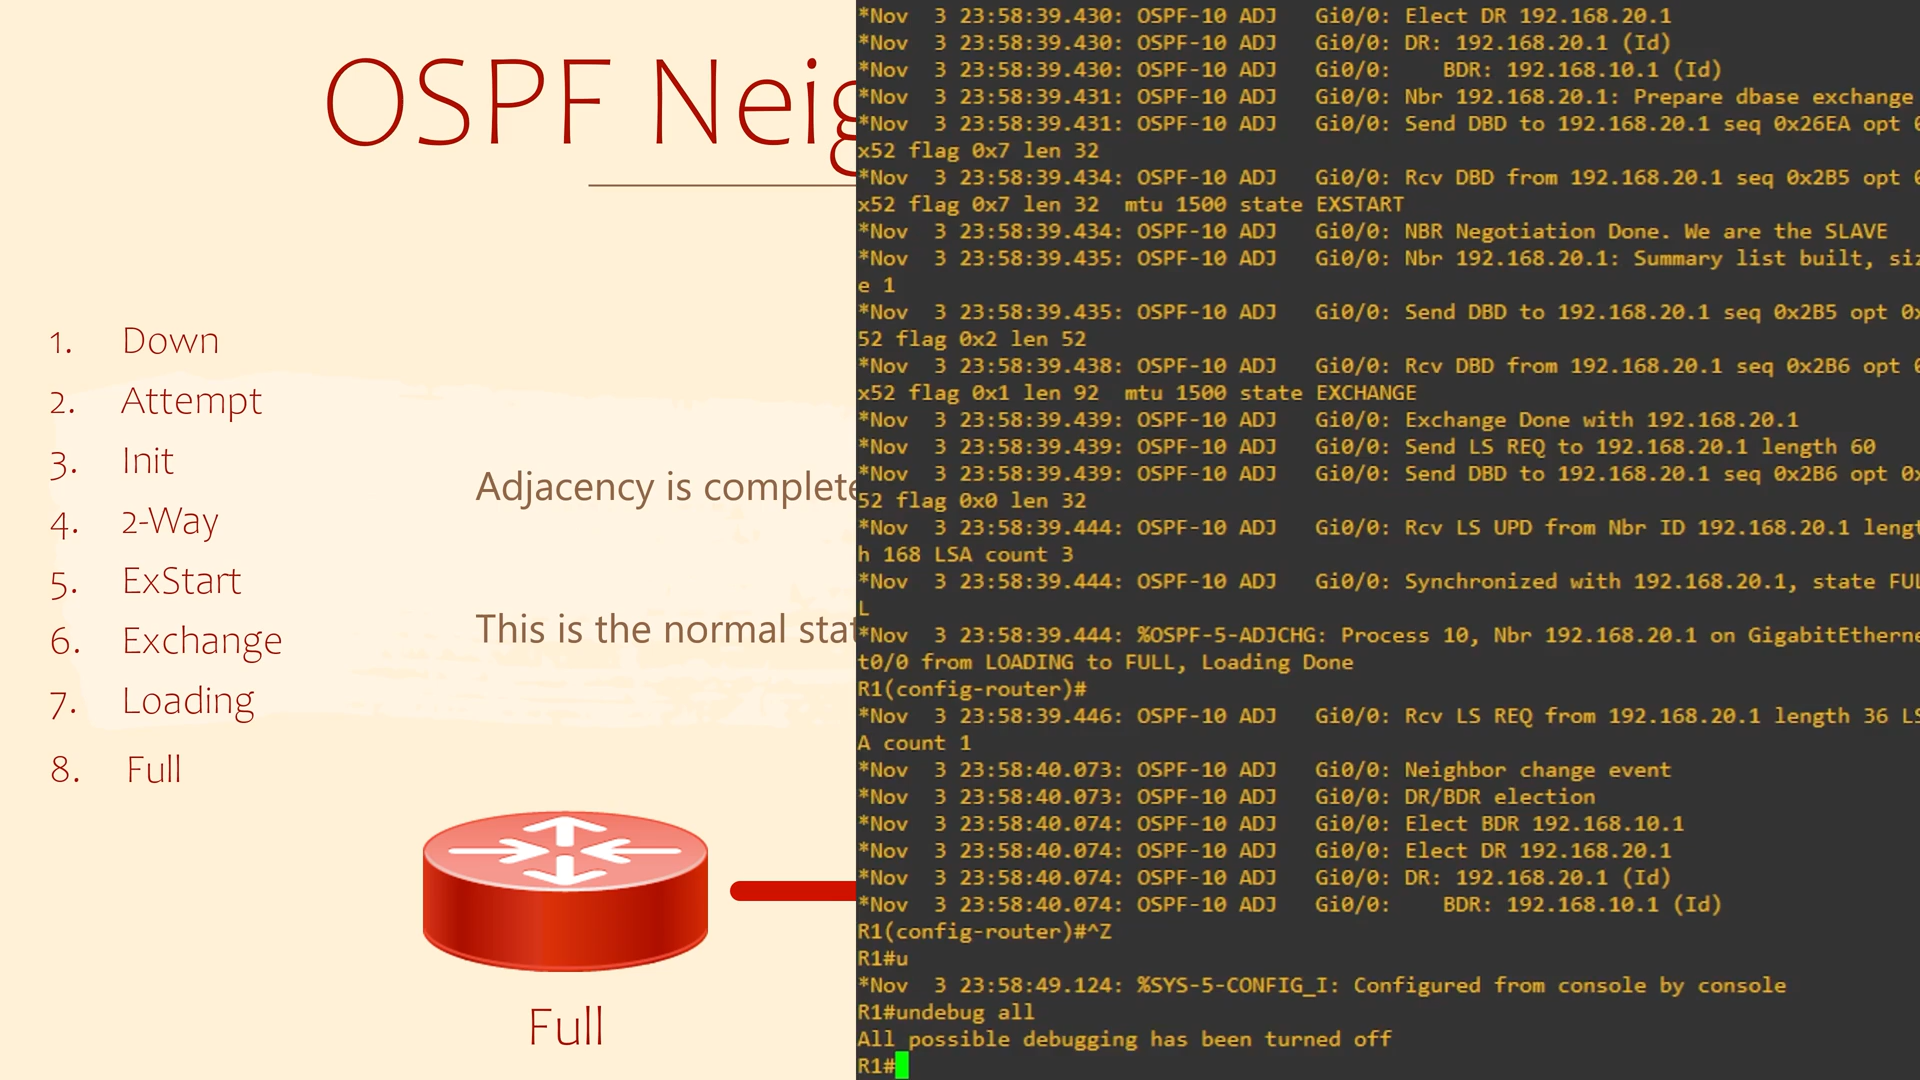 OSPF Neig
1. Down
2. Attempt
3. Init
4. 2-Way
5. ExStart
6. Exchange
7. Loading
8. Full
Adjacency is complete
This is the normal stat
Full
*Nov  3 23:58:39.430: OSPF-10 ADJ   Gi0/0: Elect DR 192.168.20.1
*Nov  3 23:58:39.430: OSPF-10 ADJ   Gi0/0: DR: 192.168.20.1 (Id)
*Nov  3 23:58:39.430: OSPF-10 ADJ   Gi0/0:    BDR: 192.168.10.1 (Id)
*Nov  3 23:58:39.431: OSPF-10 ADJ   Gi0/0: Nbr 192.168.20.1: Prepare dbase exchange
*Nov  3 23:58:39.431: OSPF-10 ADJ   Gi0/0: Send DBD to 192.168.20.1 seq 0x26EA opt 0
x52 flag 0x7 len 32
*Nov  3 23:58:39.434: OSPF-10 ADJ   Gi0/0: Rcv DBD from 192.168.20.1 seq 0x2B5 opt 0
x52 flag 0x7 len 32  mtu 1500 state EXSTART
*Nov  3 23:58:39.434: OSPF-10 ADJ   Gi0/0: NBR Negotiation Done. We are the SLAVE
*Nov  3 23:58:39.435: OSPF-10 ADJ   Gi0/0: Nbr 192.168.20.1: Summary list built, siz
e 1
*Nov  3 23:58:39.435: OSPF-10 ADJ   Gi0/0: Send DBD to 192.168.20.1 seq 0x2B5 opt 0x
52 flag 0x2 len 52
*Nov  3 23:58:39.438: OSPF-10 ADJ   Gi0/0: Rcv DBD from 192.168.20.1 seq 0x2B6 opt 0
x52 flag 0x1 len 92  mtu 1500 state EXCHANGE
*Nov  3 23:58:39.439: OSPF-10 ADJ   Gi0/0: Exchange Done with 192.168.20.1
*Nov  3 23:58:39.439: OSPF-10 ADJ   Gi0/0: Send LS REQ to 192.168.20.1 length 60
*Nov  3 23:58:39.439: OSPF-10 ADJ   Gi0/0: Send DBD to 192.168.20.1 seq 0x2B6 opt 0x
52 flag 0x0 len 32
*Nov  3 23:58:39.444: OSPF-10 ADJ   Gi0/0: Rcv LS UPD from Nbr ID 192.168.20.1 lengt
h 168 LSA count 3
*Nov  3 23:58:39.444: OSPF-10 ADJ   Gi0/0: Synchronized with 192.168.20.1, state FUL
L
*Nov  3 23:58:39.444: %OSPF-5-ADJCHG: Process 10, Nbr 192.168.20.1 on GigabitEtherne
t0/0 from LOADING to FULL, Loading Done
R1(config-router)#
*Nov  3 23:58:39.446: OSPF-10 ADJ   Gi0/0: Rcv LS REQ from 192.168.20.1 length 36 LS
A count 1
*Nov  3 23:58:40.073: OSPF-10 ADJ   Gi0/0: Neighbor change event
*Nov  3 23:58:40.073: OSPF-10 ADJ   Gi0/0: DR/BDR election
*Nov  3 23:58:40.074: OSPF-10 ADJ   Gi0/0: Elect BDR 192.168.10.1
*Nov  3 23:58:40.074: OSPF-10 ADJ   Gi0/0: Elect DR 192.168.20.1
*Nov  3 23:58:40.074: OSPF-10 ADJ   Gi0/0: DR: 192.168.20.1 (Id)
*Nov  3 23:58:40.074: OSPF-10 ADJ   Gi0/0:    BDR: 192.168.10.1 (Id)
R1(config-router)#^Z
R1#u
*Nov  3 23:58:49.124: %SYS-5-CONFIG_I: Configured from console by console
R1#undebug all
All possible debugging has been turned off
R1#